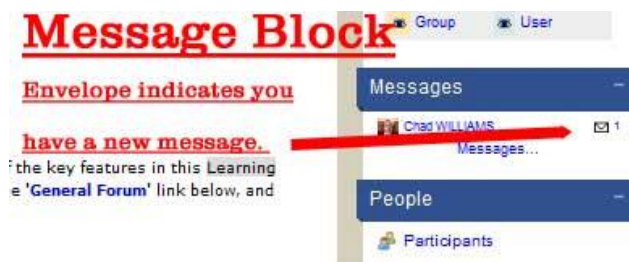 Message Block
Envelope indicates you
have a new message.
f the key features in this Learning
e 'General Forum' link below, and
Group User
Messages
Chad WILLIAMS 1
Messages...
People
Participants